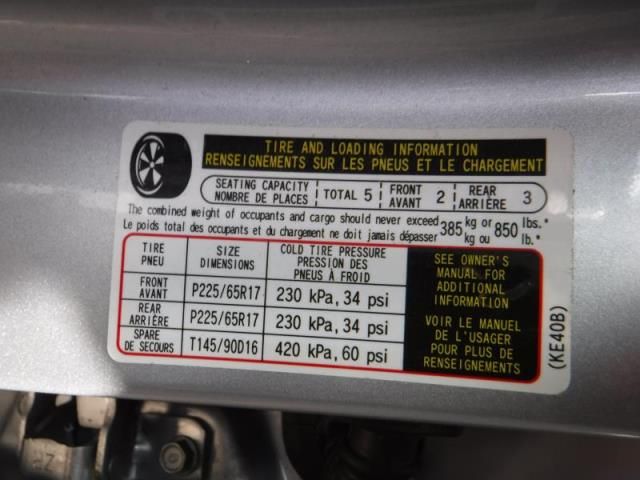 TIRE AND LOADING INFORMATION
RENSEIGNEMENTS SUR LES PNEUS ET LE CHARGEMENT
SEATING CAPACITY
NOMBRE DE PLACES
TOTAL 5
FRONT
AVANT
2
REAR
ARRIÈRE
3
The combined weight of occupants and cargo should never exceed 385 kg or 850 lbs.*
Le poids total des occupants et du chargement ne doit jamais dépasser kg ou lb.*
TIRE
PNEU
SIZE
DIMENSIONS
COLD TIRE PRESSURE
PRESSION DES
PNEUS À FROID
FRONT
AVANT
P225/65R17
230 kPa, 34 psi
REAR
ARRIÈRE
P225/65R17
230 kPa, 34 psi
SPARE
DE SECOURS
T145/90D16
420 kPa, 60 psi
SEE OWNER'S
MANUAL FOR
ADDITIONAL
INFORMATION
VOIR LE MANUEL
DE L'USAGER
POUR PLUS DE
RENSEIGNEMENTS
(KE40B)